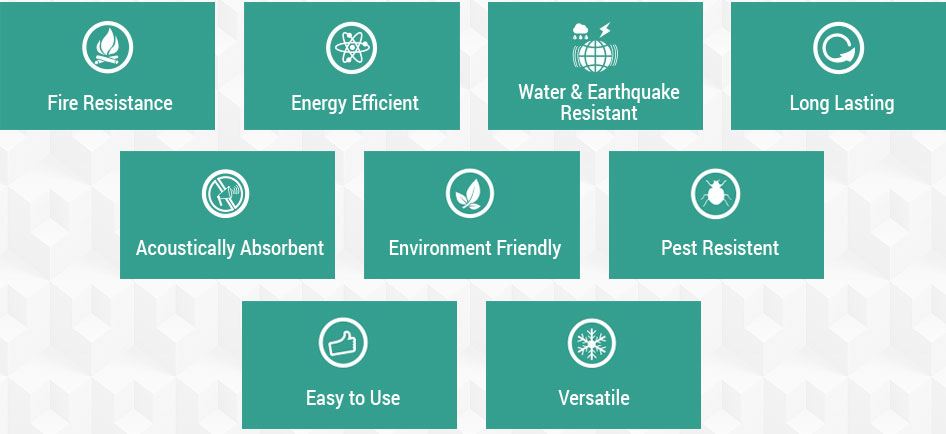 Fire Resistance
Energy Efficient
Water & Earthquake
Resistant
Long Lasting
Acoustically Absorbent
Environment Friendly
Pest Resistent
Easy to Use
Versatile